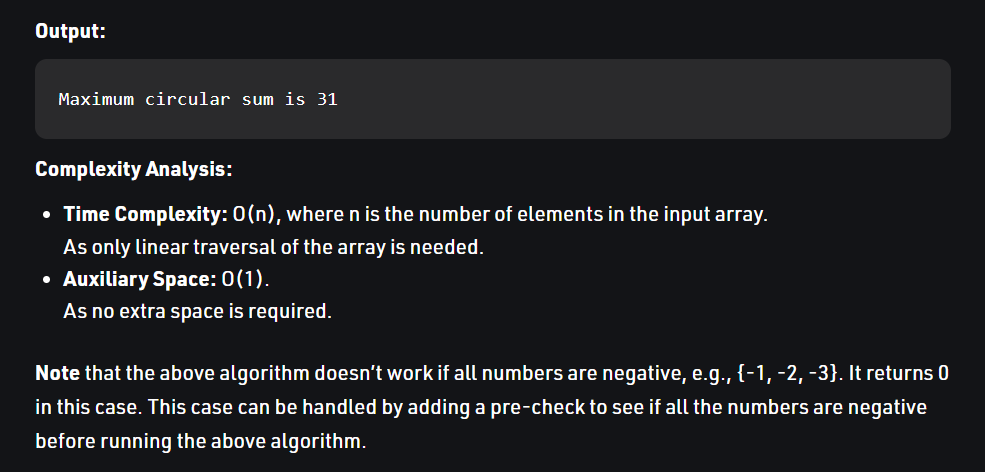 Output:
Maximum circular sum is 31
Complexity Analysis:
• Time Complexity: O(n), where n is the number of elements in the input array.
As only linear traversal of the array is needed.
• Auxiliary Space: O(1).
As no extra space is required.
Note that the above algorithm doesn’t work if all numbers are negative, e.g., {-1, -2, -3}. It returns 0
in this case. This case can be handled by adding a pre-check to see if all the numbers are negative
before running the above algorithm.